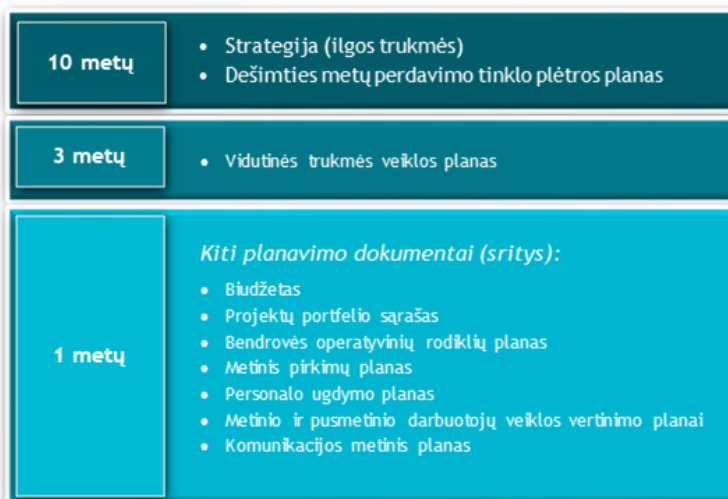 10 metų
• Strategija (ilgos trukmės)
• Dešimties metų perdavimo tinklo plėtros planas
3 metų
• Vidutinės trukmės veiklos planas
1 metų
Kiti planavimo dokumentai (sritys):
• Biudžetas
• Projektų portfelio sąrašas
• Bendrovės operatyvinių rodiklių planas
• Metinis pirkimų planas
• Personalo ugdymo planas
• Metinio ir pusmetinio darbuotojų veiklos vertinimo planai
• Komunikacijos metinis planas